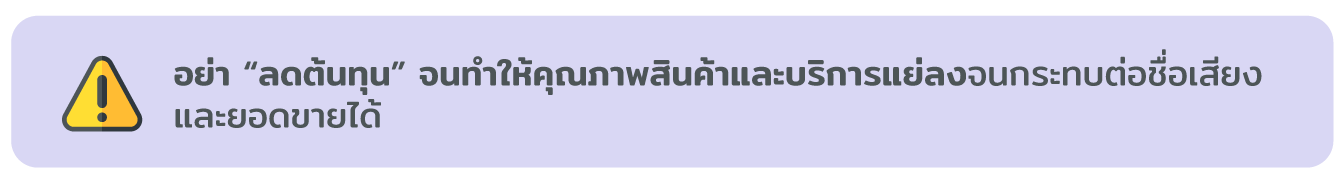 อย่า “ลดต้นทุน” จนทำให้คุณภาพสินค้าและบริการแย่ลงจนกระทบต่อชื่อเสียง
และยอดขายได้